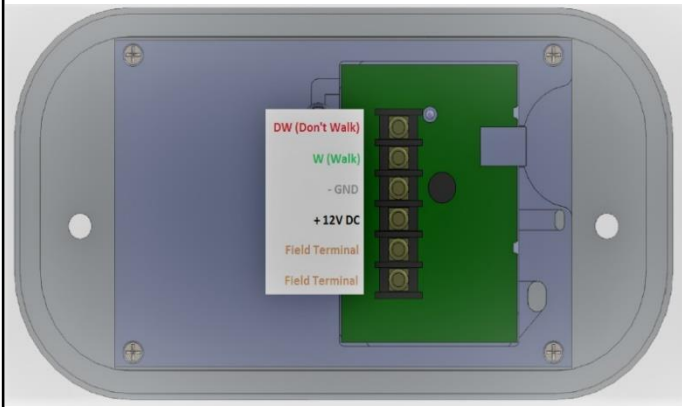 DW (Don't Walk)
W (Walk)
- GND
+ 12V DC
Field Terminal
Field Terminal